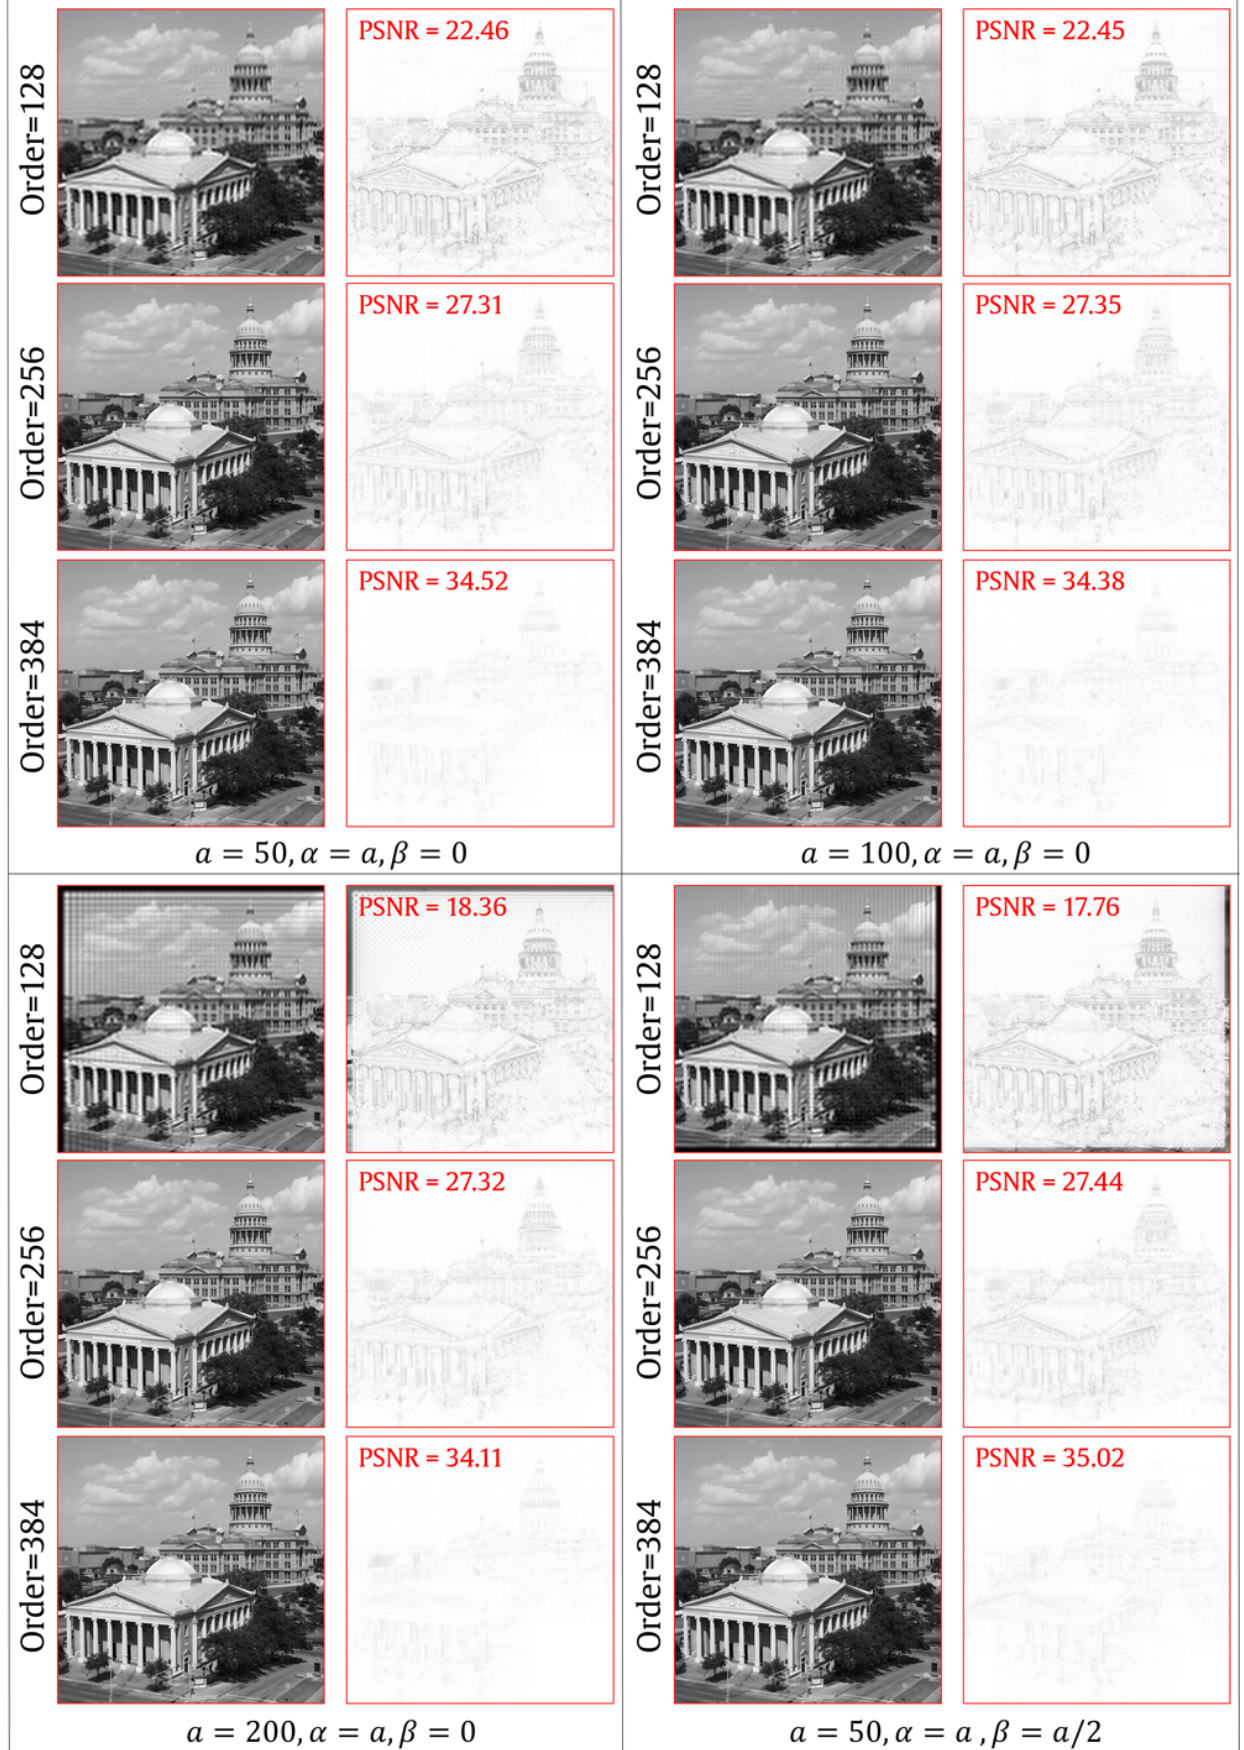 Order=128
PSNR = 22.46
Order=256
PSNR = 27.31
Order=384
PSNR = 34.52
a = 50, α = a, β = 0
Order=128
PSNR = 22.45
Order=256
PSNR = 27.35
Order=384
PSNR = 34.38
a = 100, α = a, β = 0
Order=128
PSNR = 18.36
Order=256
PSNR = 27.32
Order=384
PSNR = 34.11
a = 200, α = a, β = 0
Order=128
PSNR = 17.76
Order=256
PSNR = 27.44
Order=384
PSNR = 35.02
a = 50, α = a , β = a/2